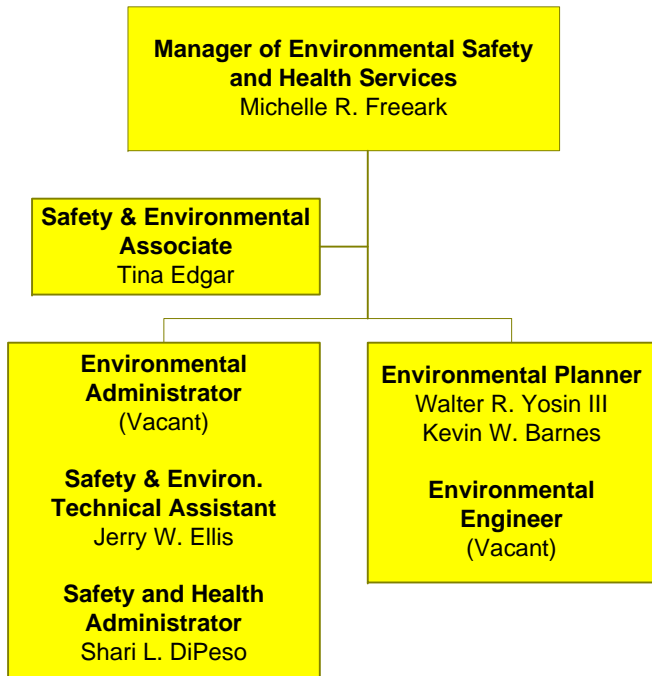 Manager of Environmental Safety
and Health Services
Michelle R. Freeark
Safety & Environmental
Associate
Tina Edgar
Environmental
Administrator
(Vacant)
Safety & Environ.
Technical Assistant
Jerry W. Ellis
Safety and Health
Administrator
Shari L. DiPeso
Environmental Planner
Walter R. Yosin III
Kevin W. Barnes
Environmental
Engineer
(Vacant)